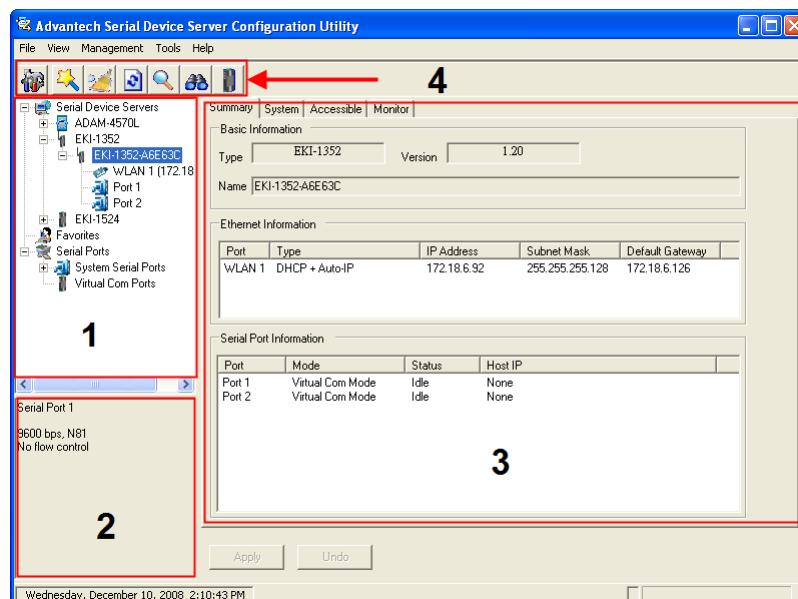 Advantech Serial Device Server Configuration Utility
File View Management Tools Help
4
Serial Device Servers
ADAM-4570L
EKI-1352
EKI-1352-A6E63C
WLAN 1 (172.18
Port 1
Port 2
EKI-1524
Favorites
Serial Ports
System Serial Ports
Virtual Com Ports
1
Serial Port 1
9600 bps, N81
No flow control
2
Summary System Accessible Monitor
Basic Information
Type EKI-1352 Version 1.20
Name EKI-1352-A6E63C
Ethernet Information
Port Type IP Address Subnet Mask Default Gateway
WLAN 1 DHCP + Auto-IP 172.18.6.92 255.255.255.128 172.18.6.126
Serial Port Information
Port Mode Status Host IP
Port 1 Virtual Com Mode Idle None
Port 2 Virtual Com Mode Idle None
3
Apply Undo
Wednesday, December 10, 2008 2:10:43 PM